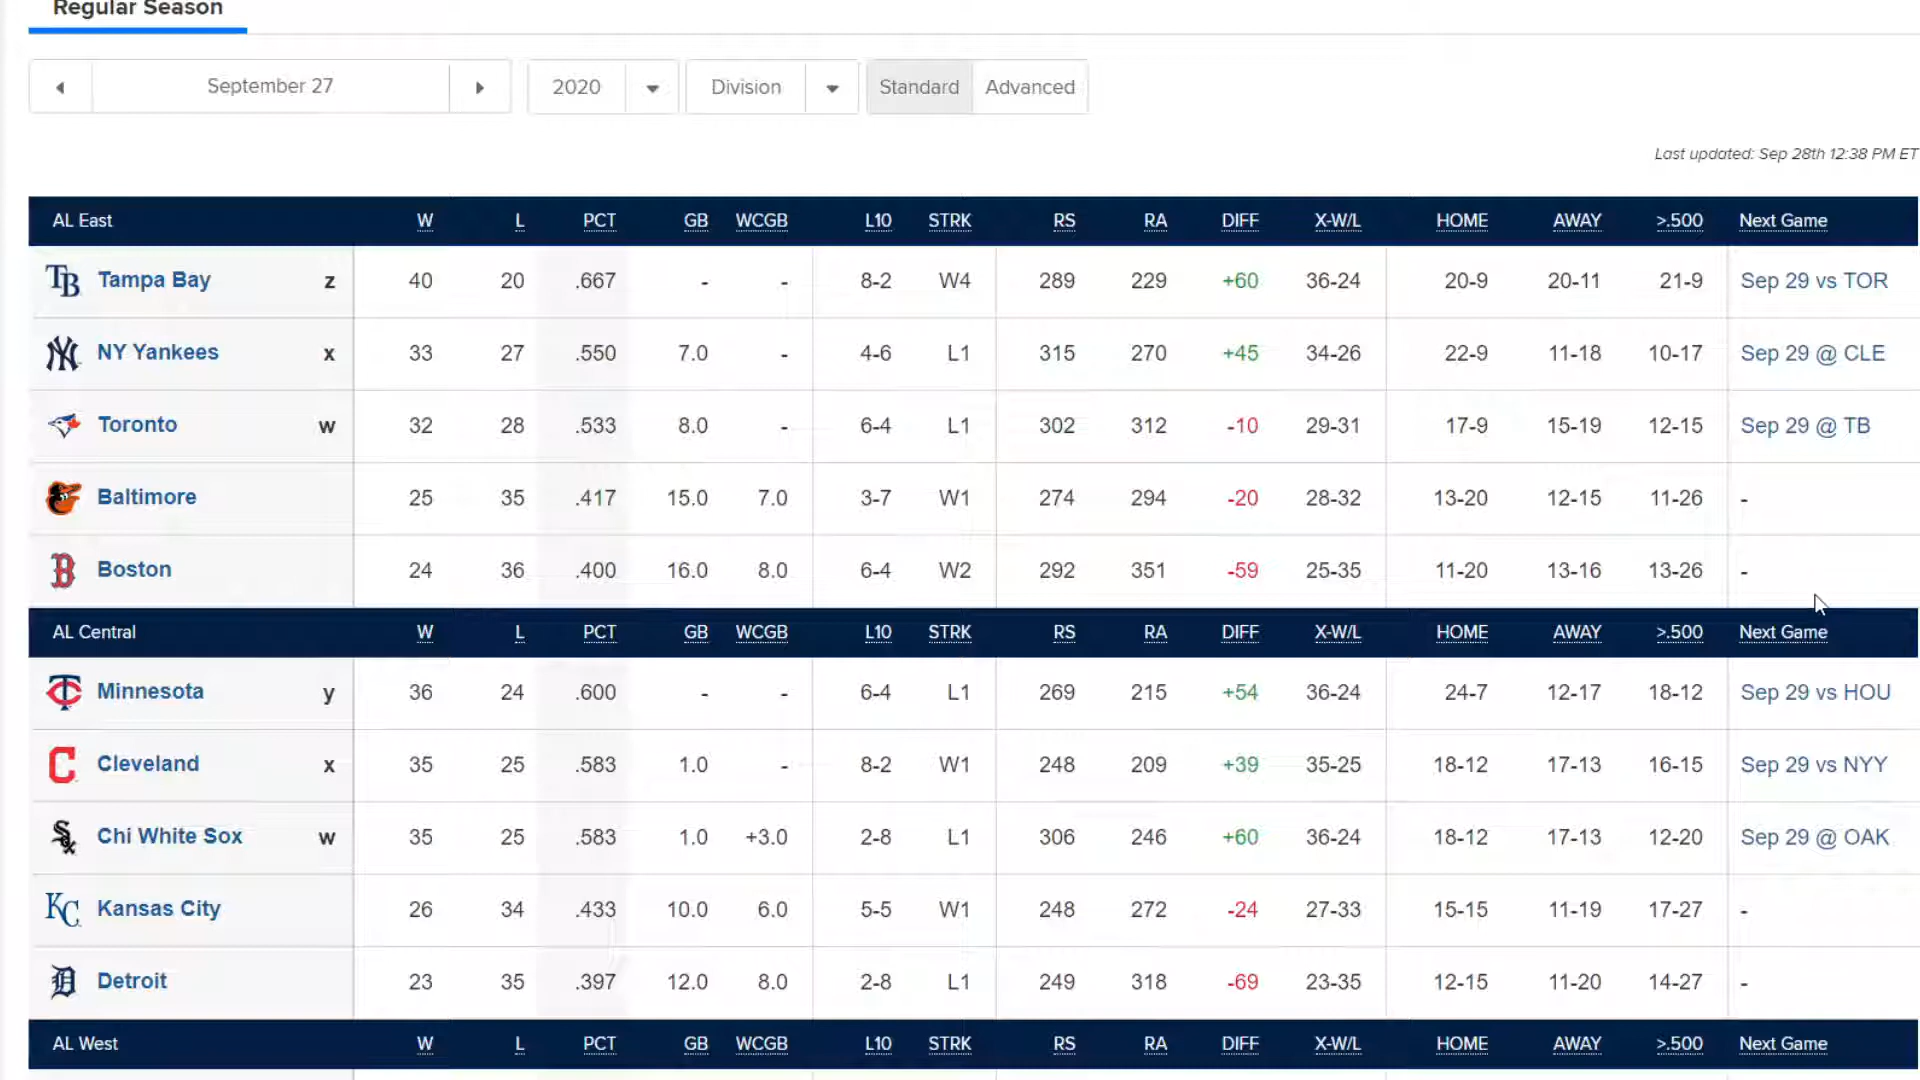 Regular Season
September 27 2020 Division Standard Advanced
Last updated: Sep 28th 12:38 PM ET
AL East W L PCT GB WCGB L10 STRK RS RA DIFF X-W/L HOME AWAY >.500 Next Game
Tampa Bay z 40 20 .667 - - 8-2 W4 289 229 +60 36-24 20-9 20-11 21-9 Sep 29 vs TOR
NY Yankees x 33 27 .550 7.0 - 4-6 L1 315 270 +45 34-26 22-9 11-18 10-17 Sep 29 @ CLE
Toronto w 32 28 .533 8.0 - 6-4 L1 302 312 -10 29-31 17-9 15-19 12-15 Sep 29 @ TB
Baltimore 25 35 .417 15.0 7.0 3-7 W1 274 294 -20 28-32 13-20 12-15 11-26 -
Boston 24 36 .400 16.0 8.0 6-4 W2 292 351 -59 25-35 11-20 13-16 13-26 -
AL Central W L PCT GB WCGB L10 STRK RS RA DIFF X-W/L HOME AWAY >.500 Next Game
Minnesota y 36 24 .600 - - 6-4 L1 269 215 +54 36-24 24-7 12-17 18-12 Sep 29 vs HOU
Cleveland x 35 25 .583 1.0 - 8-2 W1 248 209 +39 35-25 18-12 17-13 16-15 Sep 29 vs NYY
Chi White Sox w 35 25 .583 1.0 +3.0 2-8 L1 306 246 +60 36-24 18-12 17-13 12-20 Sep 29 @ OAK
Kansas City 26 34 .433 10.0 6.0 5-5 W1 248 272 -24 27-33 15-15 11-19 17-27 -
Detroit 23 35 .397 12.0 8.0 2-8 L1 249 318 -69 23-35 12-15 11-20 14-27 -
AL West W L PCT GB WCGB L10 STRK RS RA DIFF X-W/L HOME AWAY >.500 Next Game